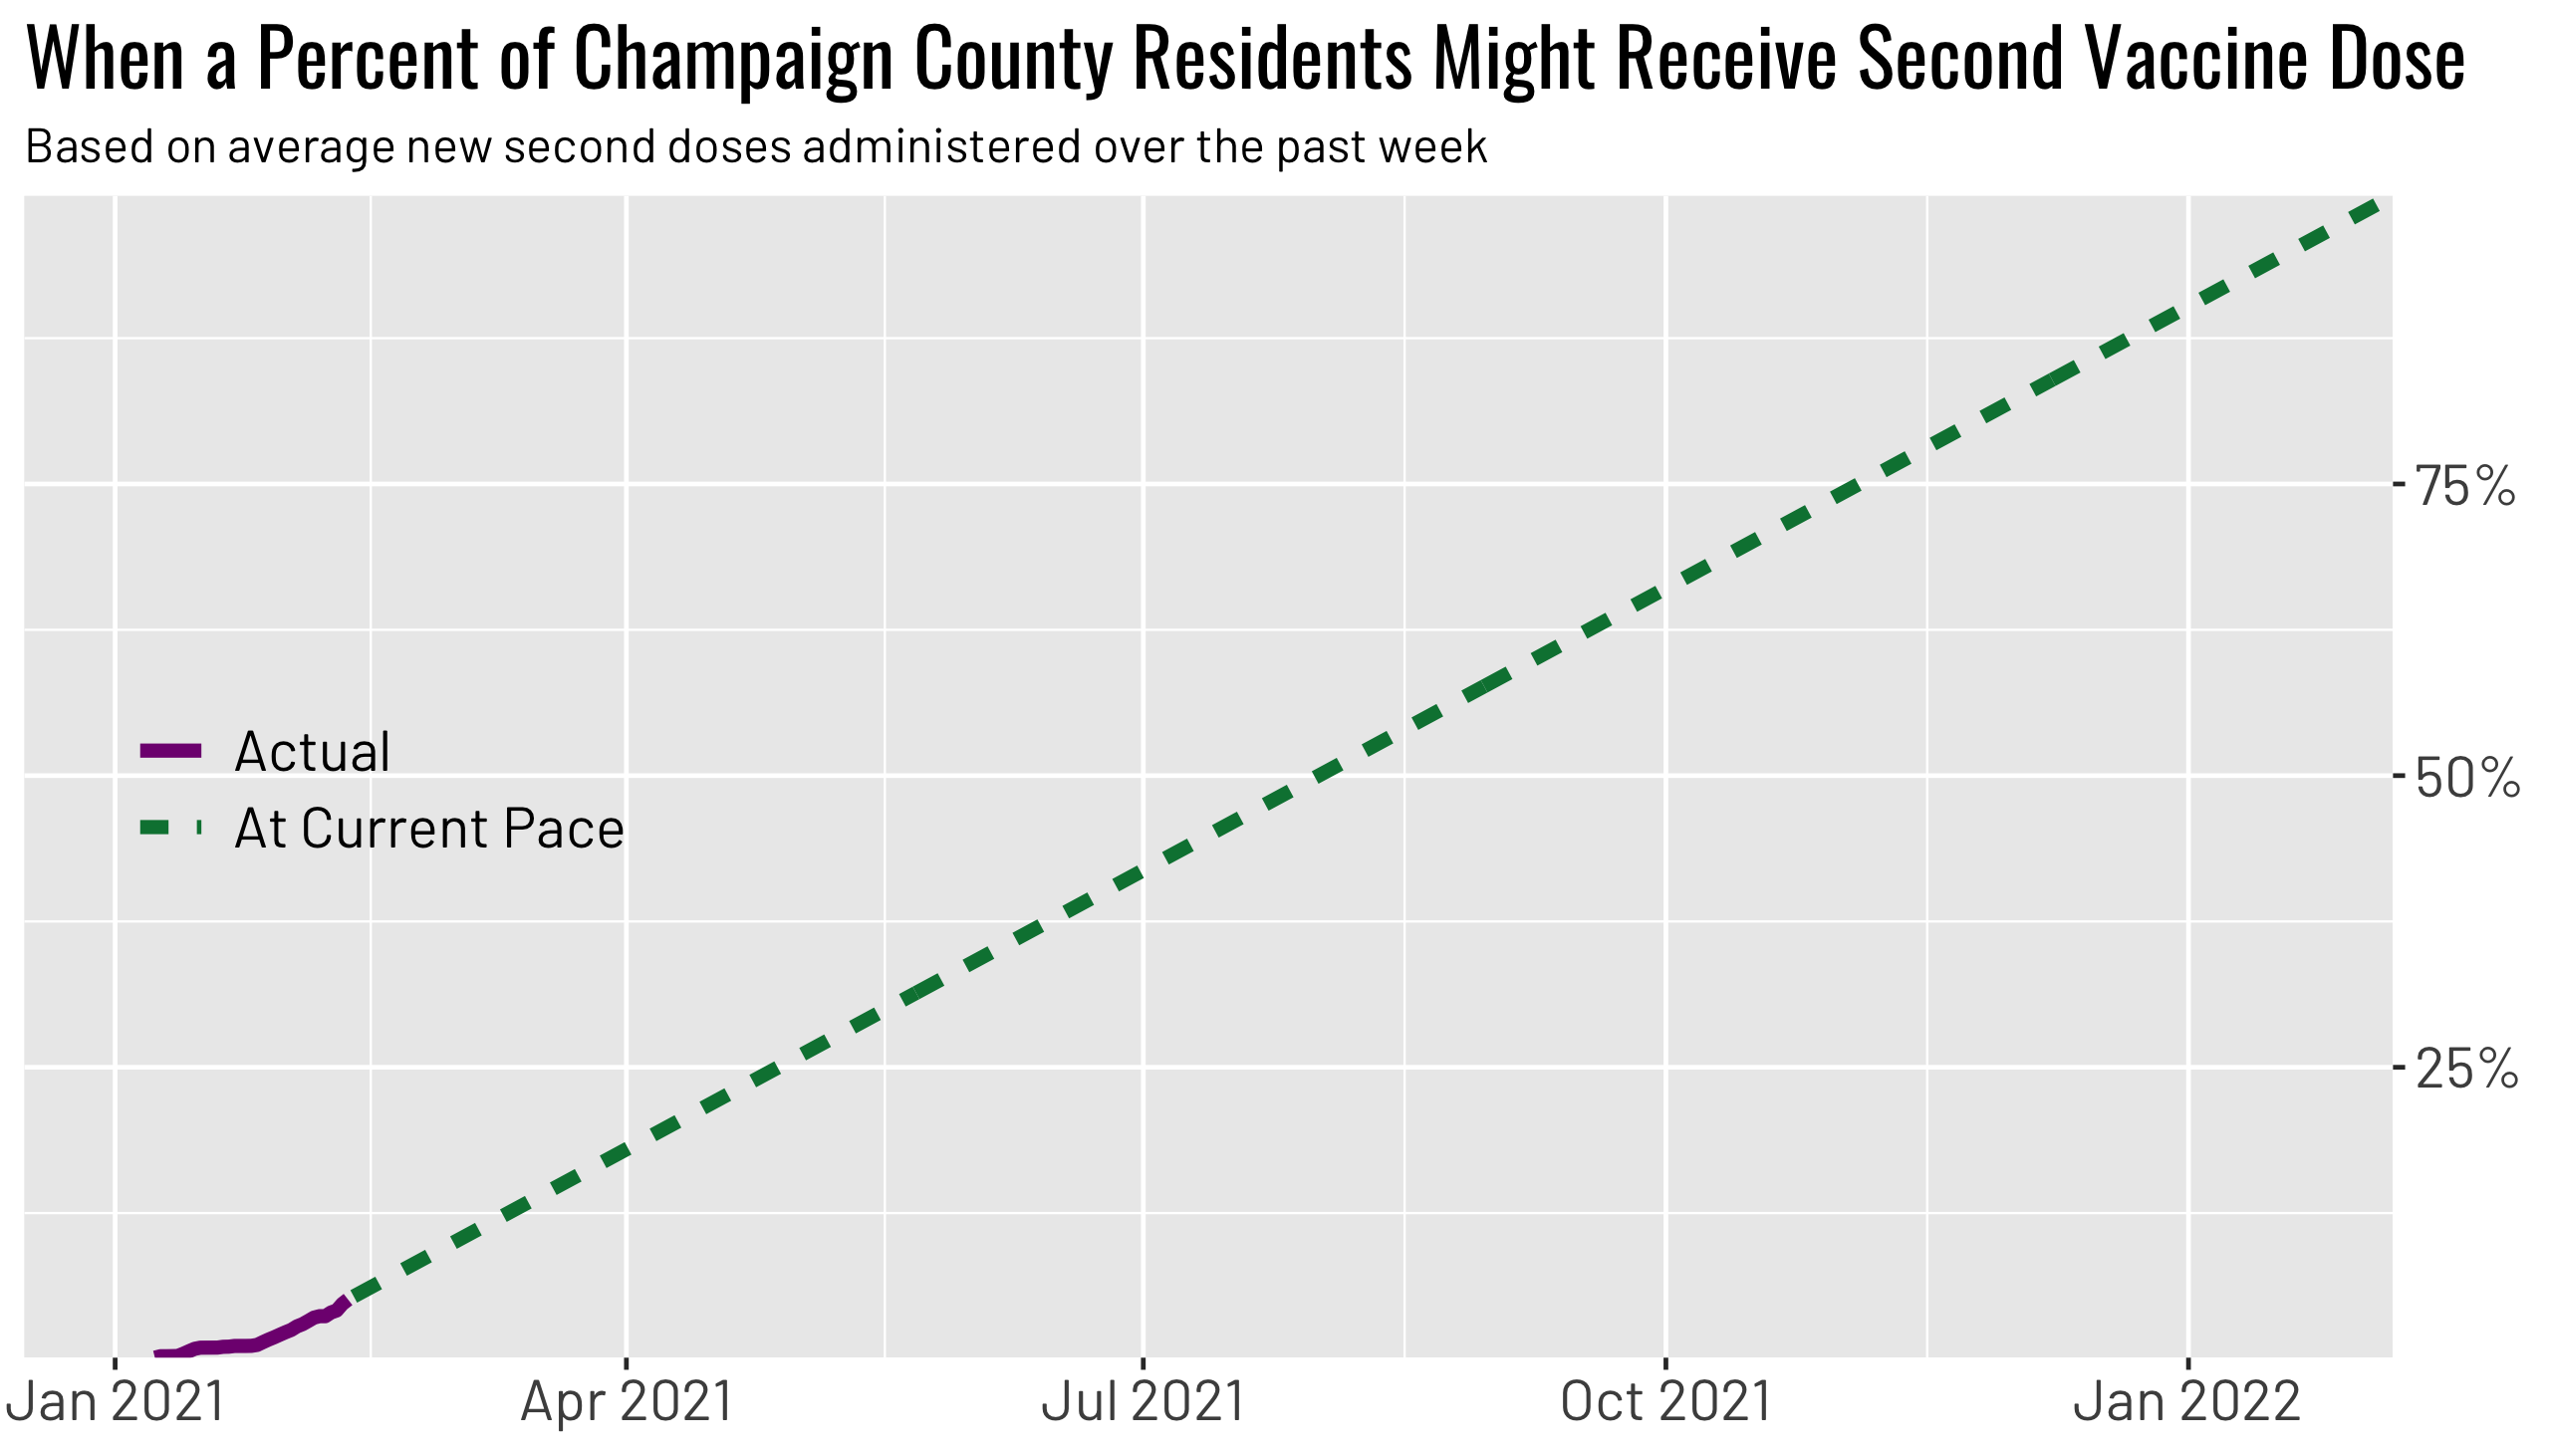 When a Percent of Champaign County Residents Might Receive Second Vaccine Dose
Based on average new second doses administered over the past week
75%
Actual
50%
At Current Pace
25%
Jan 2021 Apr 2021 Jul 2021 Oct 2021 Jan 2022